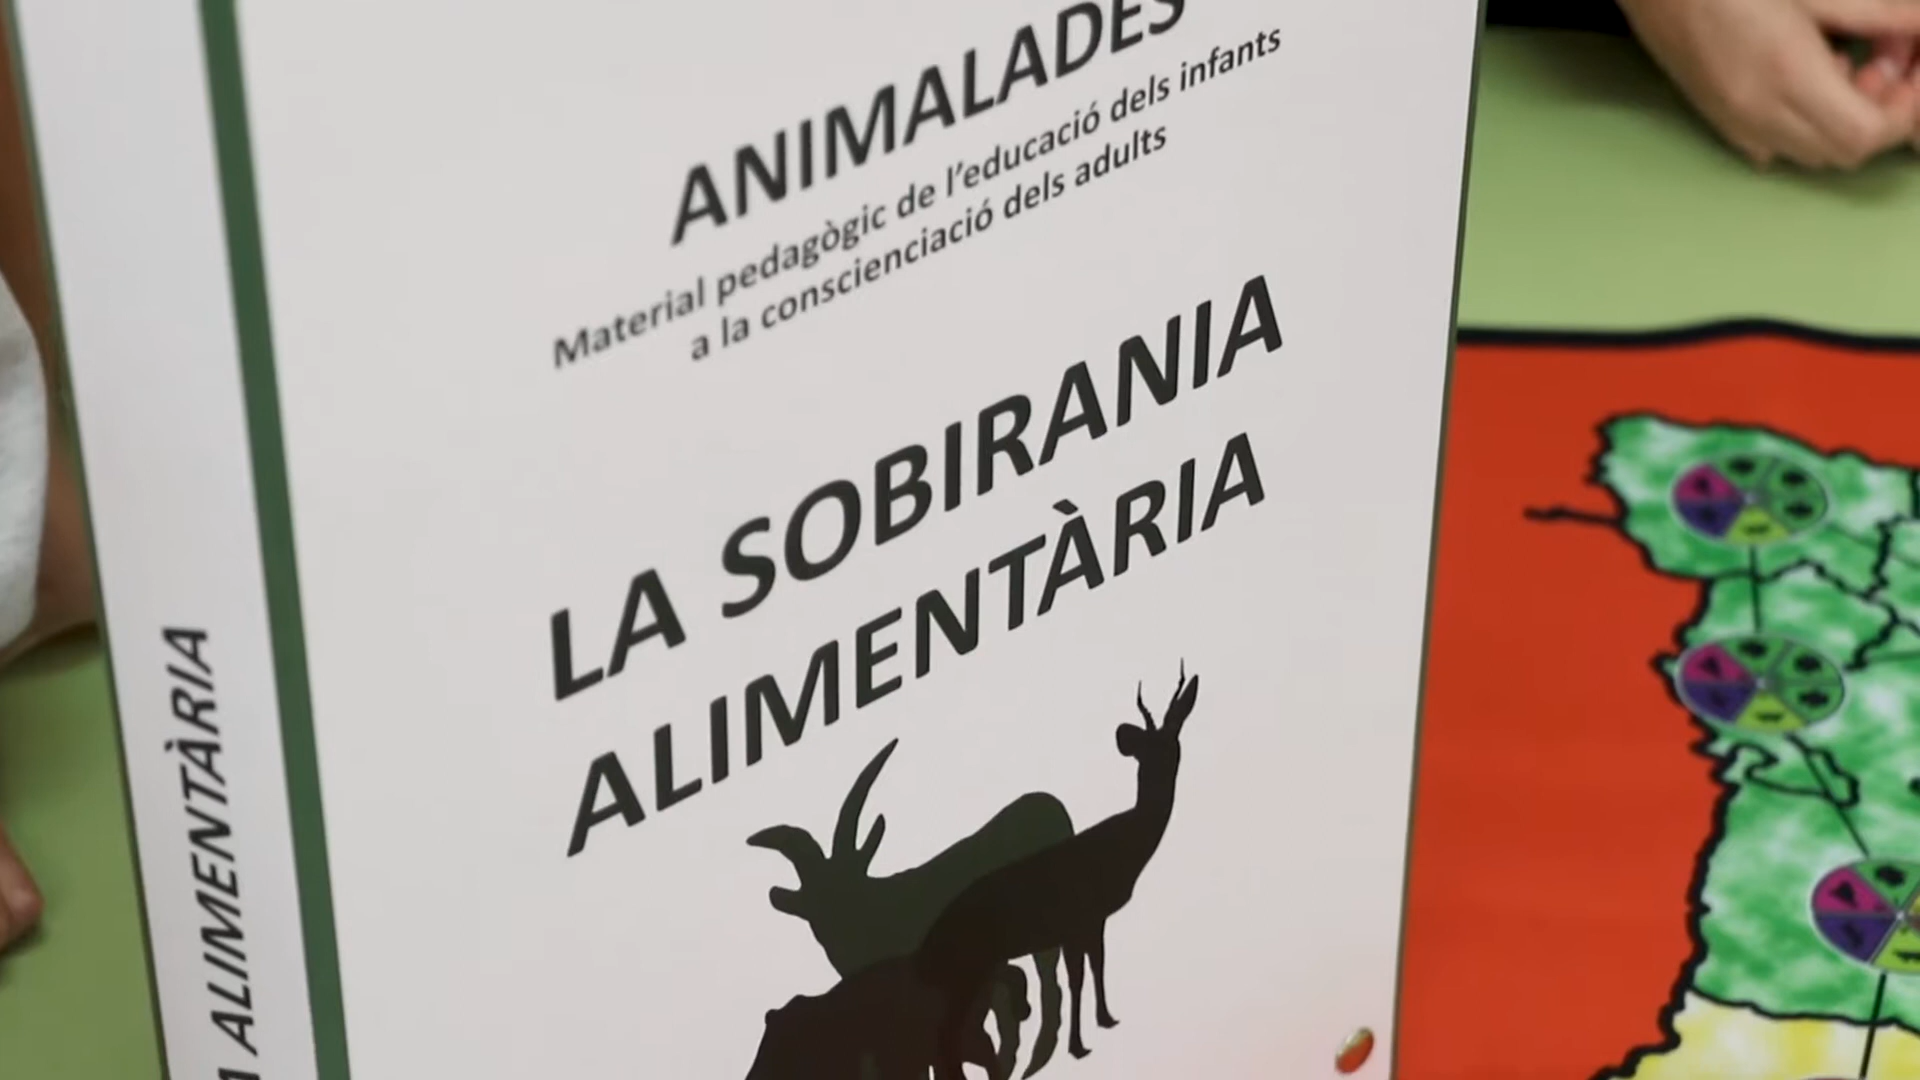 ANIMALADES
Material pedagògic de l'educació dels infants
a la conscienciació dels adults
LA SOBIRANIA
ALIMENTÀRIA
ALIMENTÀRIA